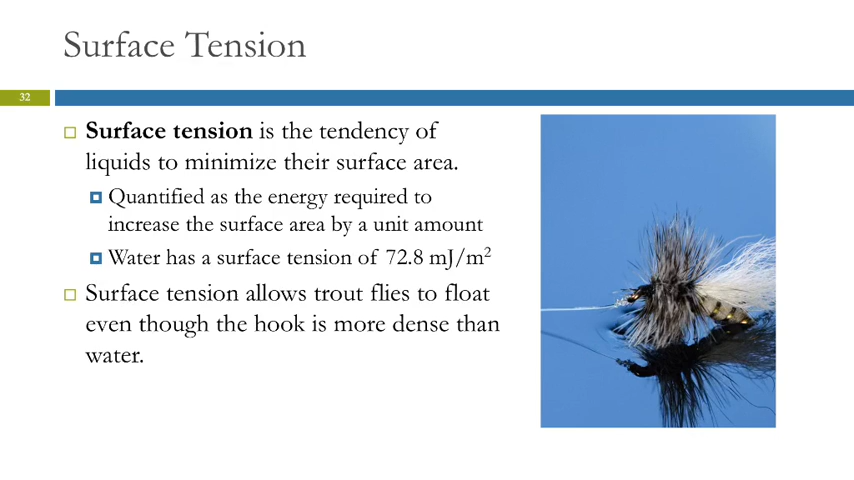 Surface Tension
32
Surface tension is the tendency of
liquids to minimize their surface area.
Quantified as the energy required to
increase the surface area by a unit amount
Water has a surface tension of 72.8 mJ/m²
Surface tension allows trout flies to float
even though the hook is more dense than
water.